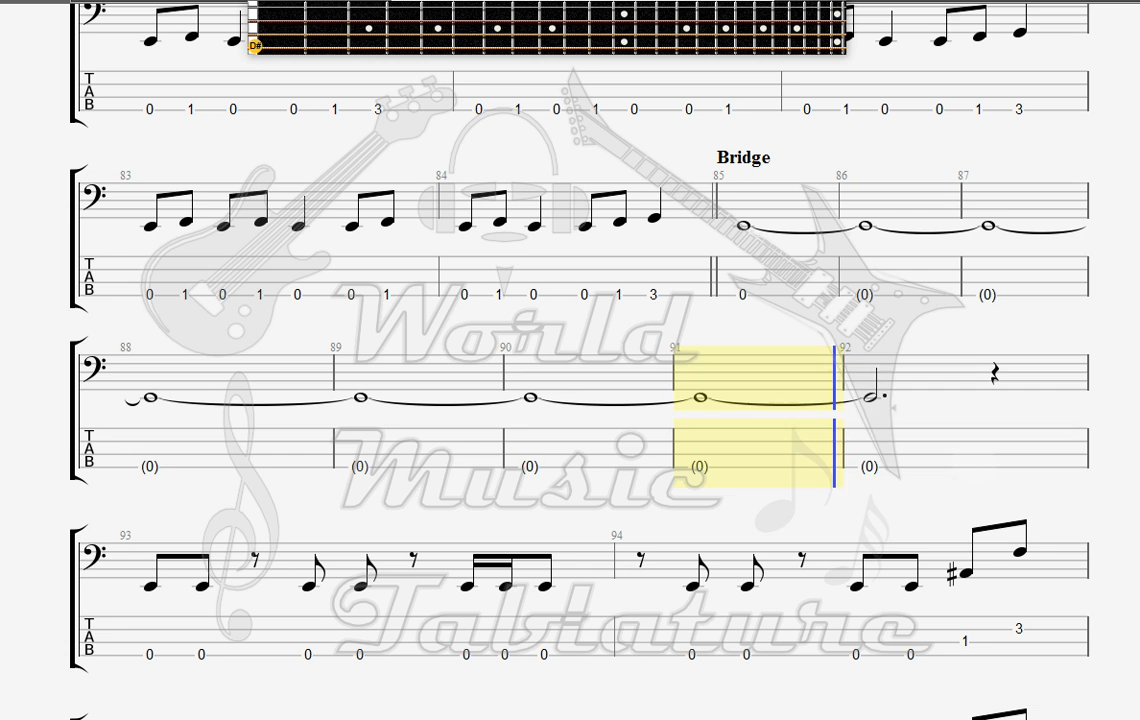 D#
T
A
B
0 1 0 0 1 3 0 1 0 1 0 0 1 0 1 0 0 1 3
Bridge
83 84 85 86 87
T
A
B
0 1 0 1 0 0 1 0 1 0 0 1 3 0 (0) (0)
World
88 89 90 91 92
T
A
B
(0) (0) (0) (0) (0)
Music
93 94
Tablature
T
A
B
0 0 0 0 0 0 0 0 0 0 0 1 3